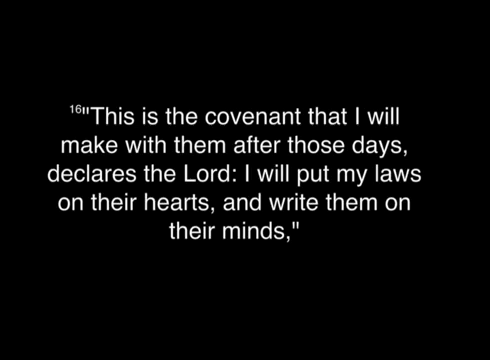 16"This is the covenant that I will
make with them after those days,
declares the Lord: I will put my laws
on their hearts, and write them on
their minds,"